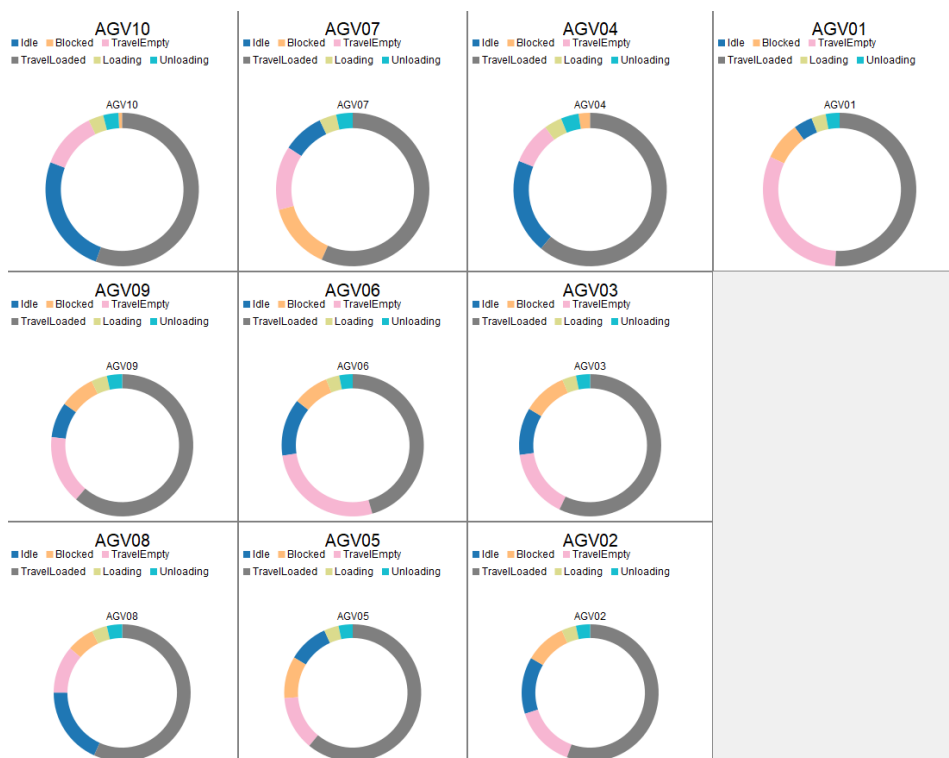 AGV10
Idle Blocked TravelEmpty
TravelLoaded Loading Unloading
AGV10
AGV07
Idle Blocked TravelEmpty
TravelLoaded Loading Unloading
AGV07
AGV04
Idle Blocked TravelEmpty
TravelLoaded Loading Unloading
AGV04
AGV01
Idle Blocked TravelEmpty
TravelLoaded Loading Unloading
AGV01
AGV09
Idle Blocked TravelEmpty
TravelLoaded Loading Unloading
AGV09
AGV06
Idle Blocked TravelEmpty
TravelLoaded Loading Unloading
AGV06
AGV03
Idle Blocked TravelEmpty
TravelLoaded Loading Unloading
AGV03
AGV08
Idle Blocked TravelEmpty
TravelLoaded Loading Unloading
AGV08
AGV05
Idle Blocked TravelEmpty
TravelLoaded Loading Unloading
AGV05
AGV02
Idle Blocked TravelEmpty
TravelLoaded Loading Unloading
AGV02